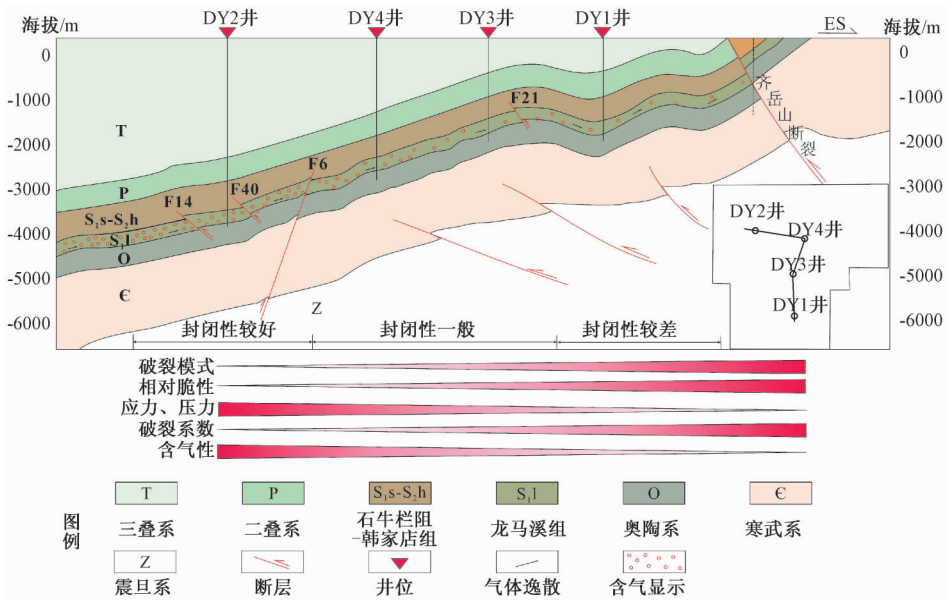 海拔/m DY2井 DY4井 DY3井 DY1井 ES 海拔/m
0 0
-1000 -1000
-2000 -2000
-3000 -3000
-4000 -4000
-5000 -5000
-6000 -6000
T
P
S₁s-S₂h
S₁l
O
Є
Z
F14
F40
F6
F21
齐岳山断裂
DY2井
DY4井
DY3井
DY1井
封闭性较好 封闭性一般 封闭性较差
破裂模式
相对脆性
应力、压力
破裂系数
含气性
图例
T P S₁s-S₂h S₁l O Є
三叠系 二叠系 石牛栏阻 龙马溪组 奥陶系 寒武系
-韩家店组
Z
震旦系 断层 井位 气体逸散 含气显示